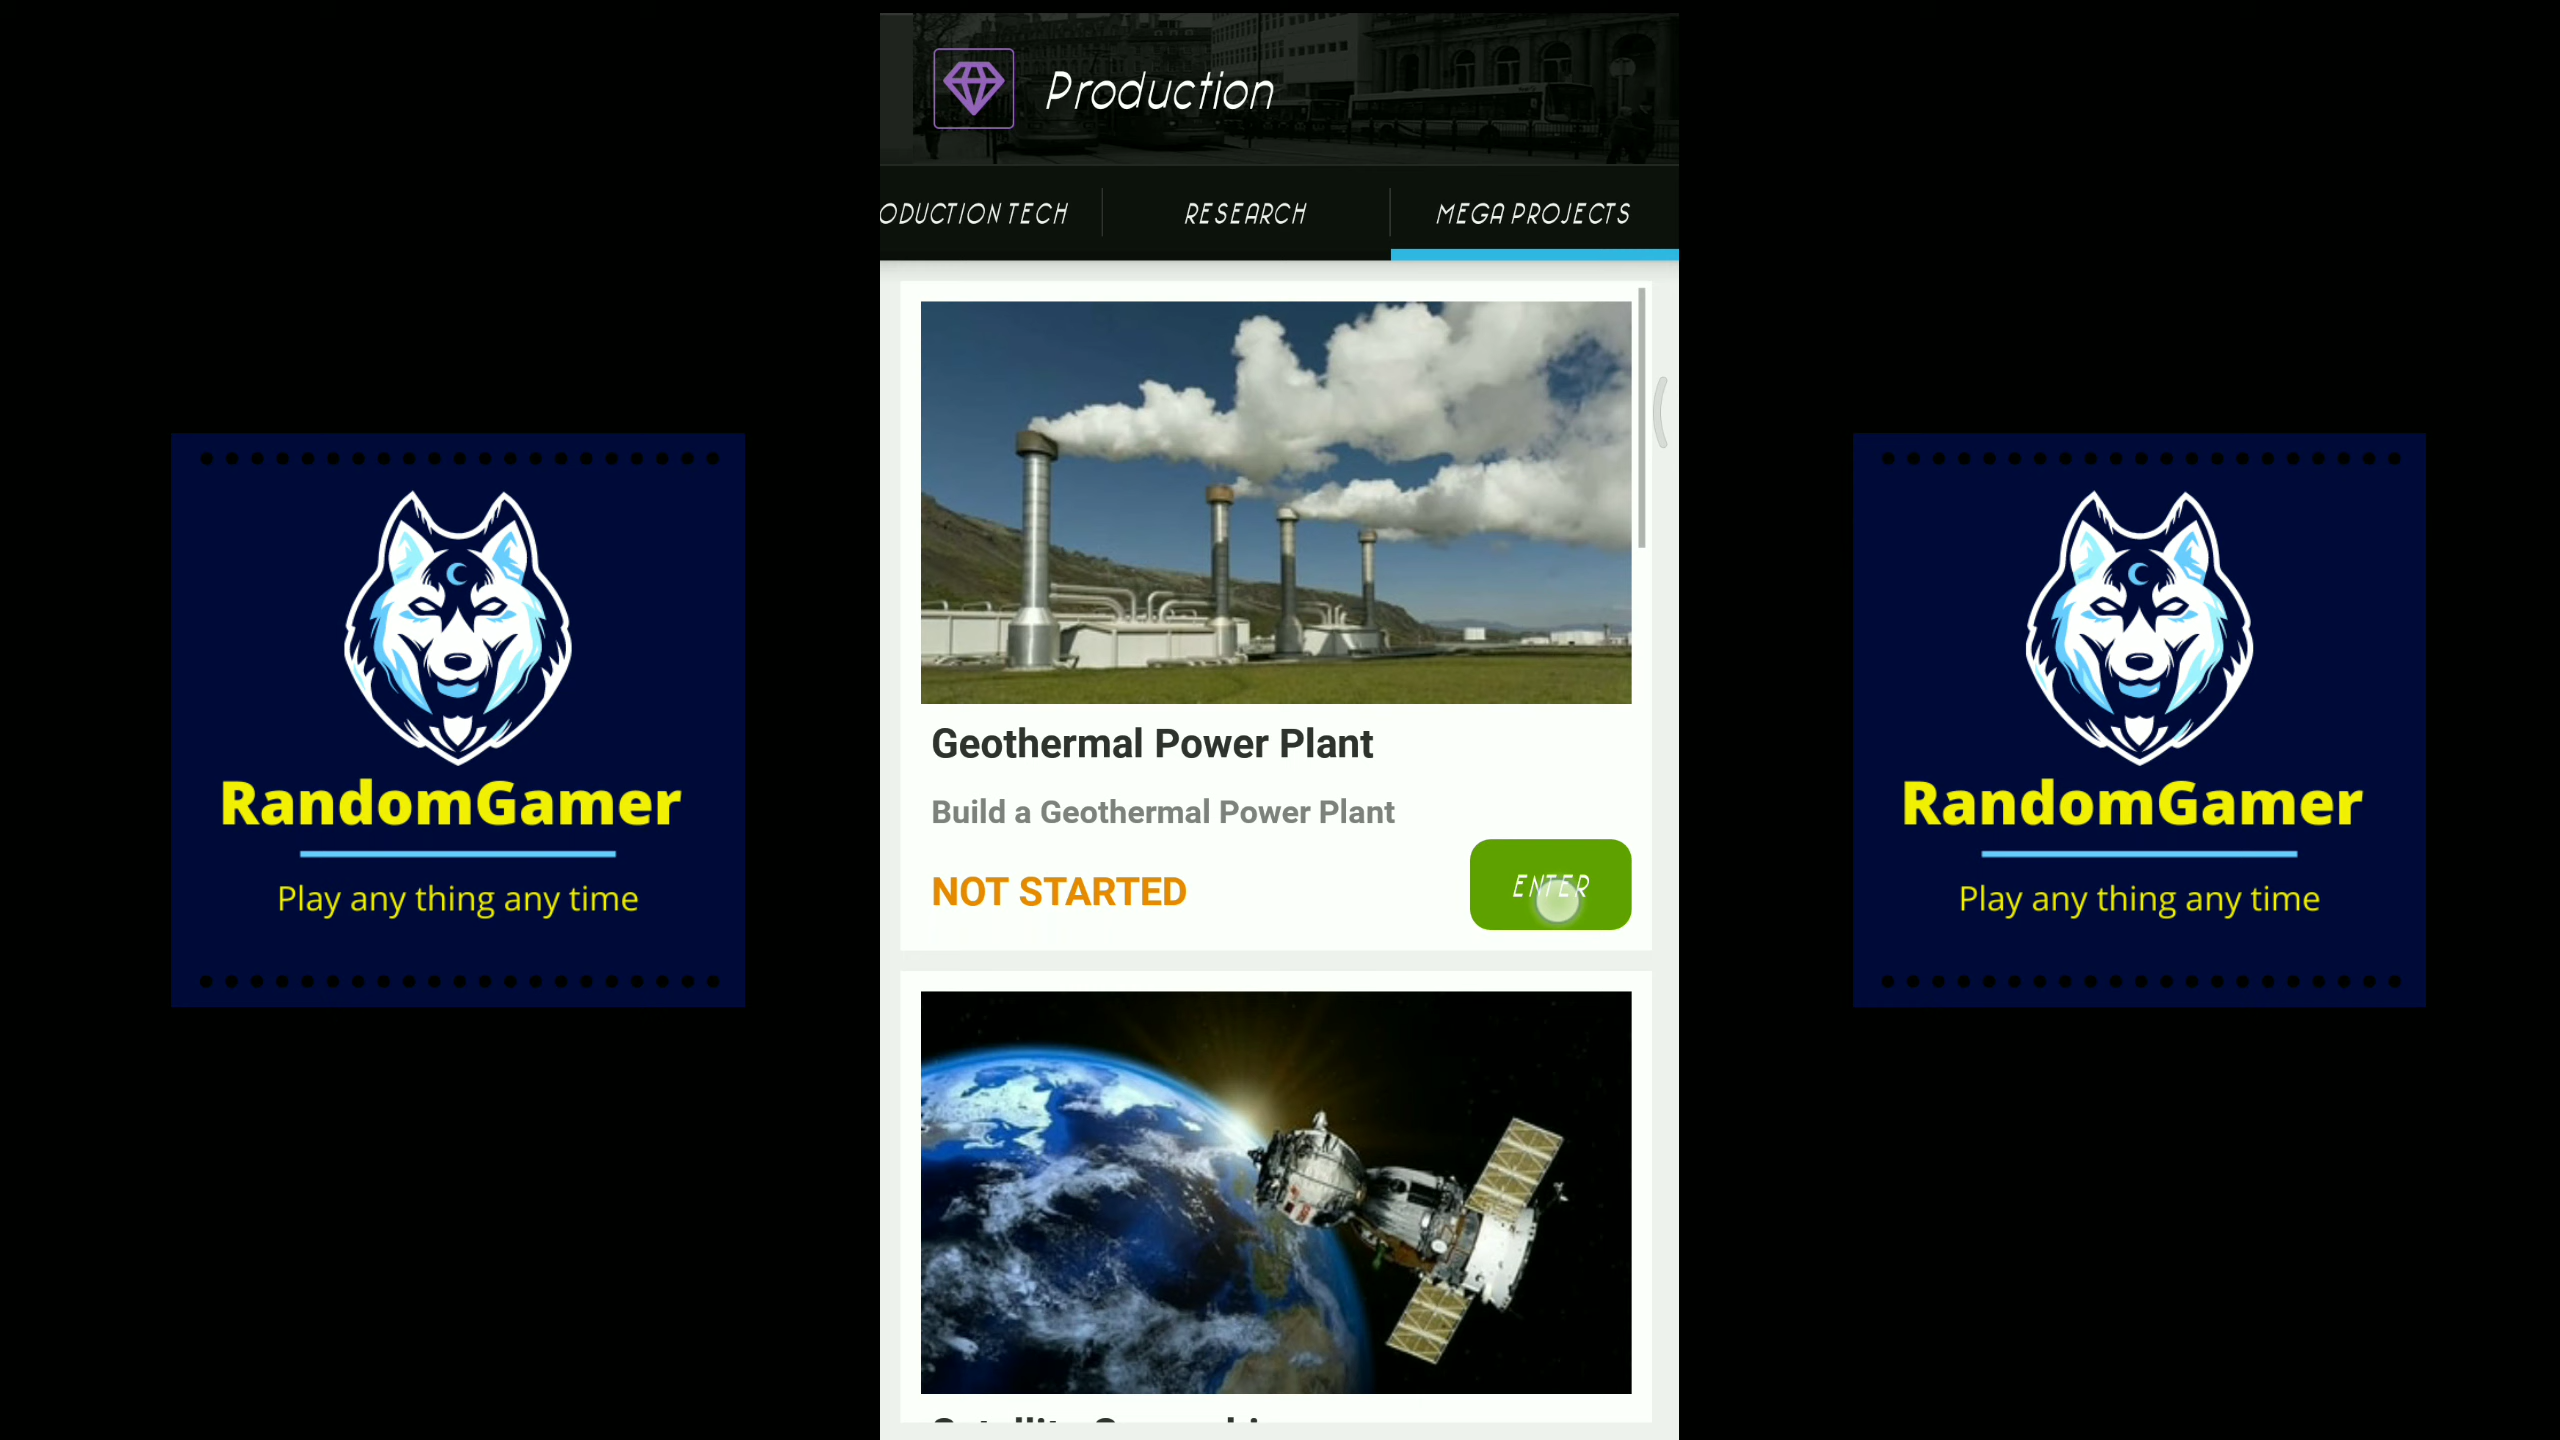 Production
ODUCTION TECH
RESEARCH
MEGA PROJECTS
Geothermal Power Plant
Build a Geothermal Power Plant
NOT STARTED
ENTER
RandomGamer
Play any thing any time
RandomGamer
Play any thing any time